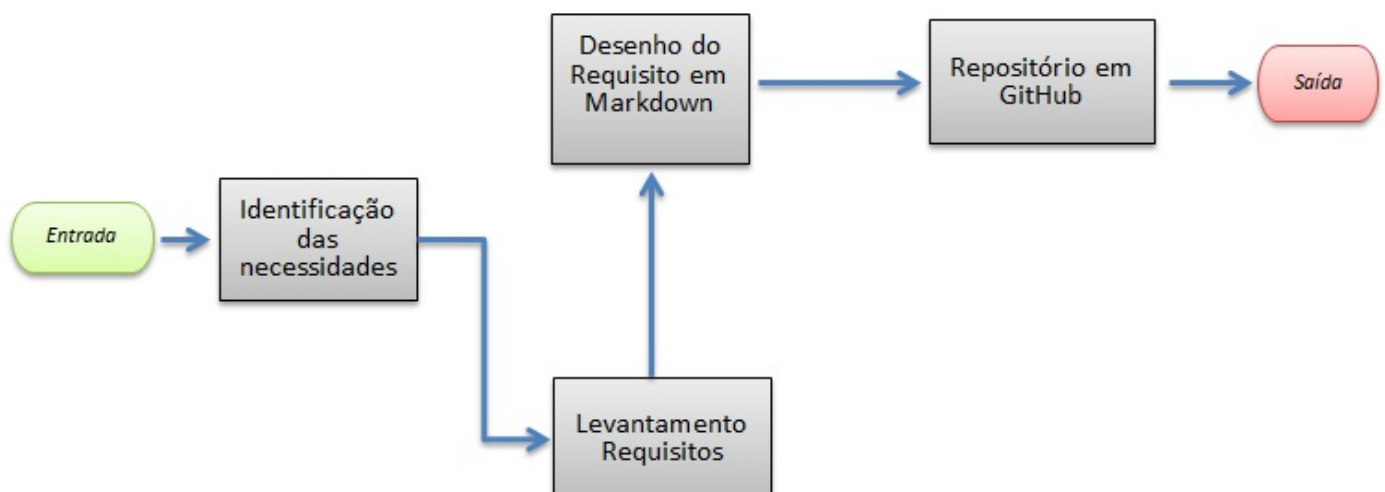 Entrada
Identificação
das
necessidades
Levantamento
Requisitos
Desenho do
Requisito em
Markdown
Repositório em
GitHub
Saída